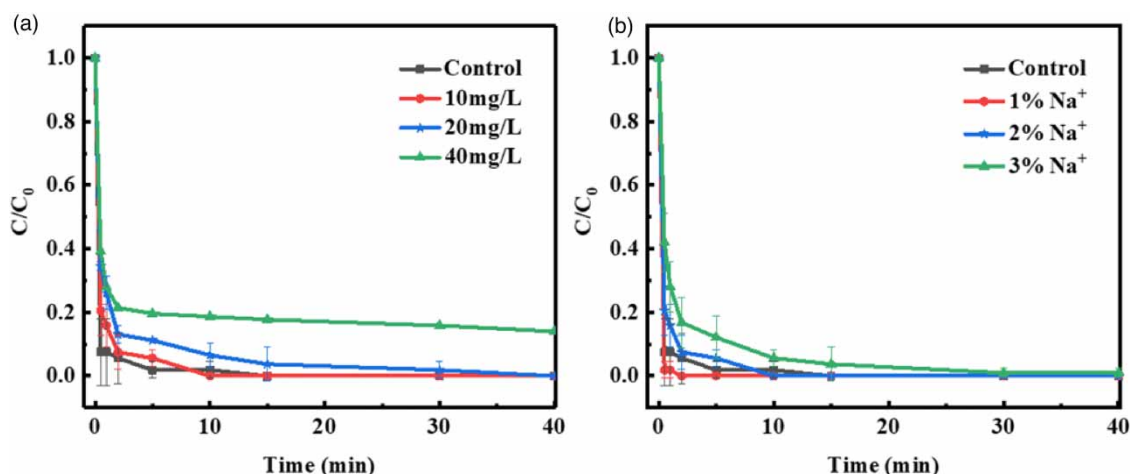 (a)
Control
10mg/L
20mg/L
40mg/L
C/C₀
1.0
0.8
0.6
0.4
0.2
0.0
0
10
20
30
40
Time (min)
(b)
Control
1% Na⁺
2% Na⁺
3% Na⁺
C/C₀
1.0
0.8
0.6
0.4
0.2
0.0
0
10
20
30
40
Time (min)